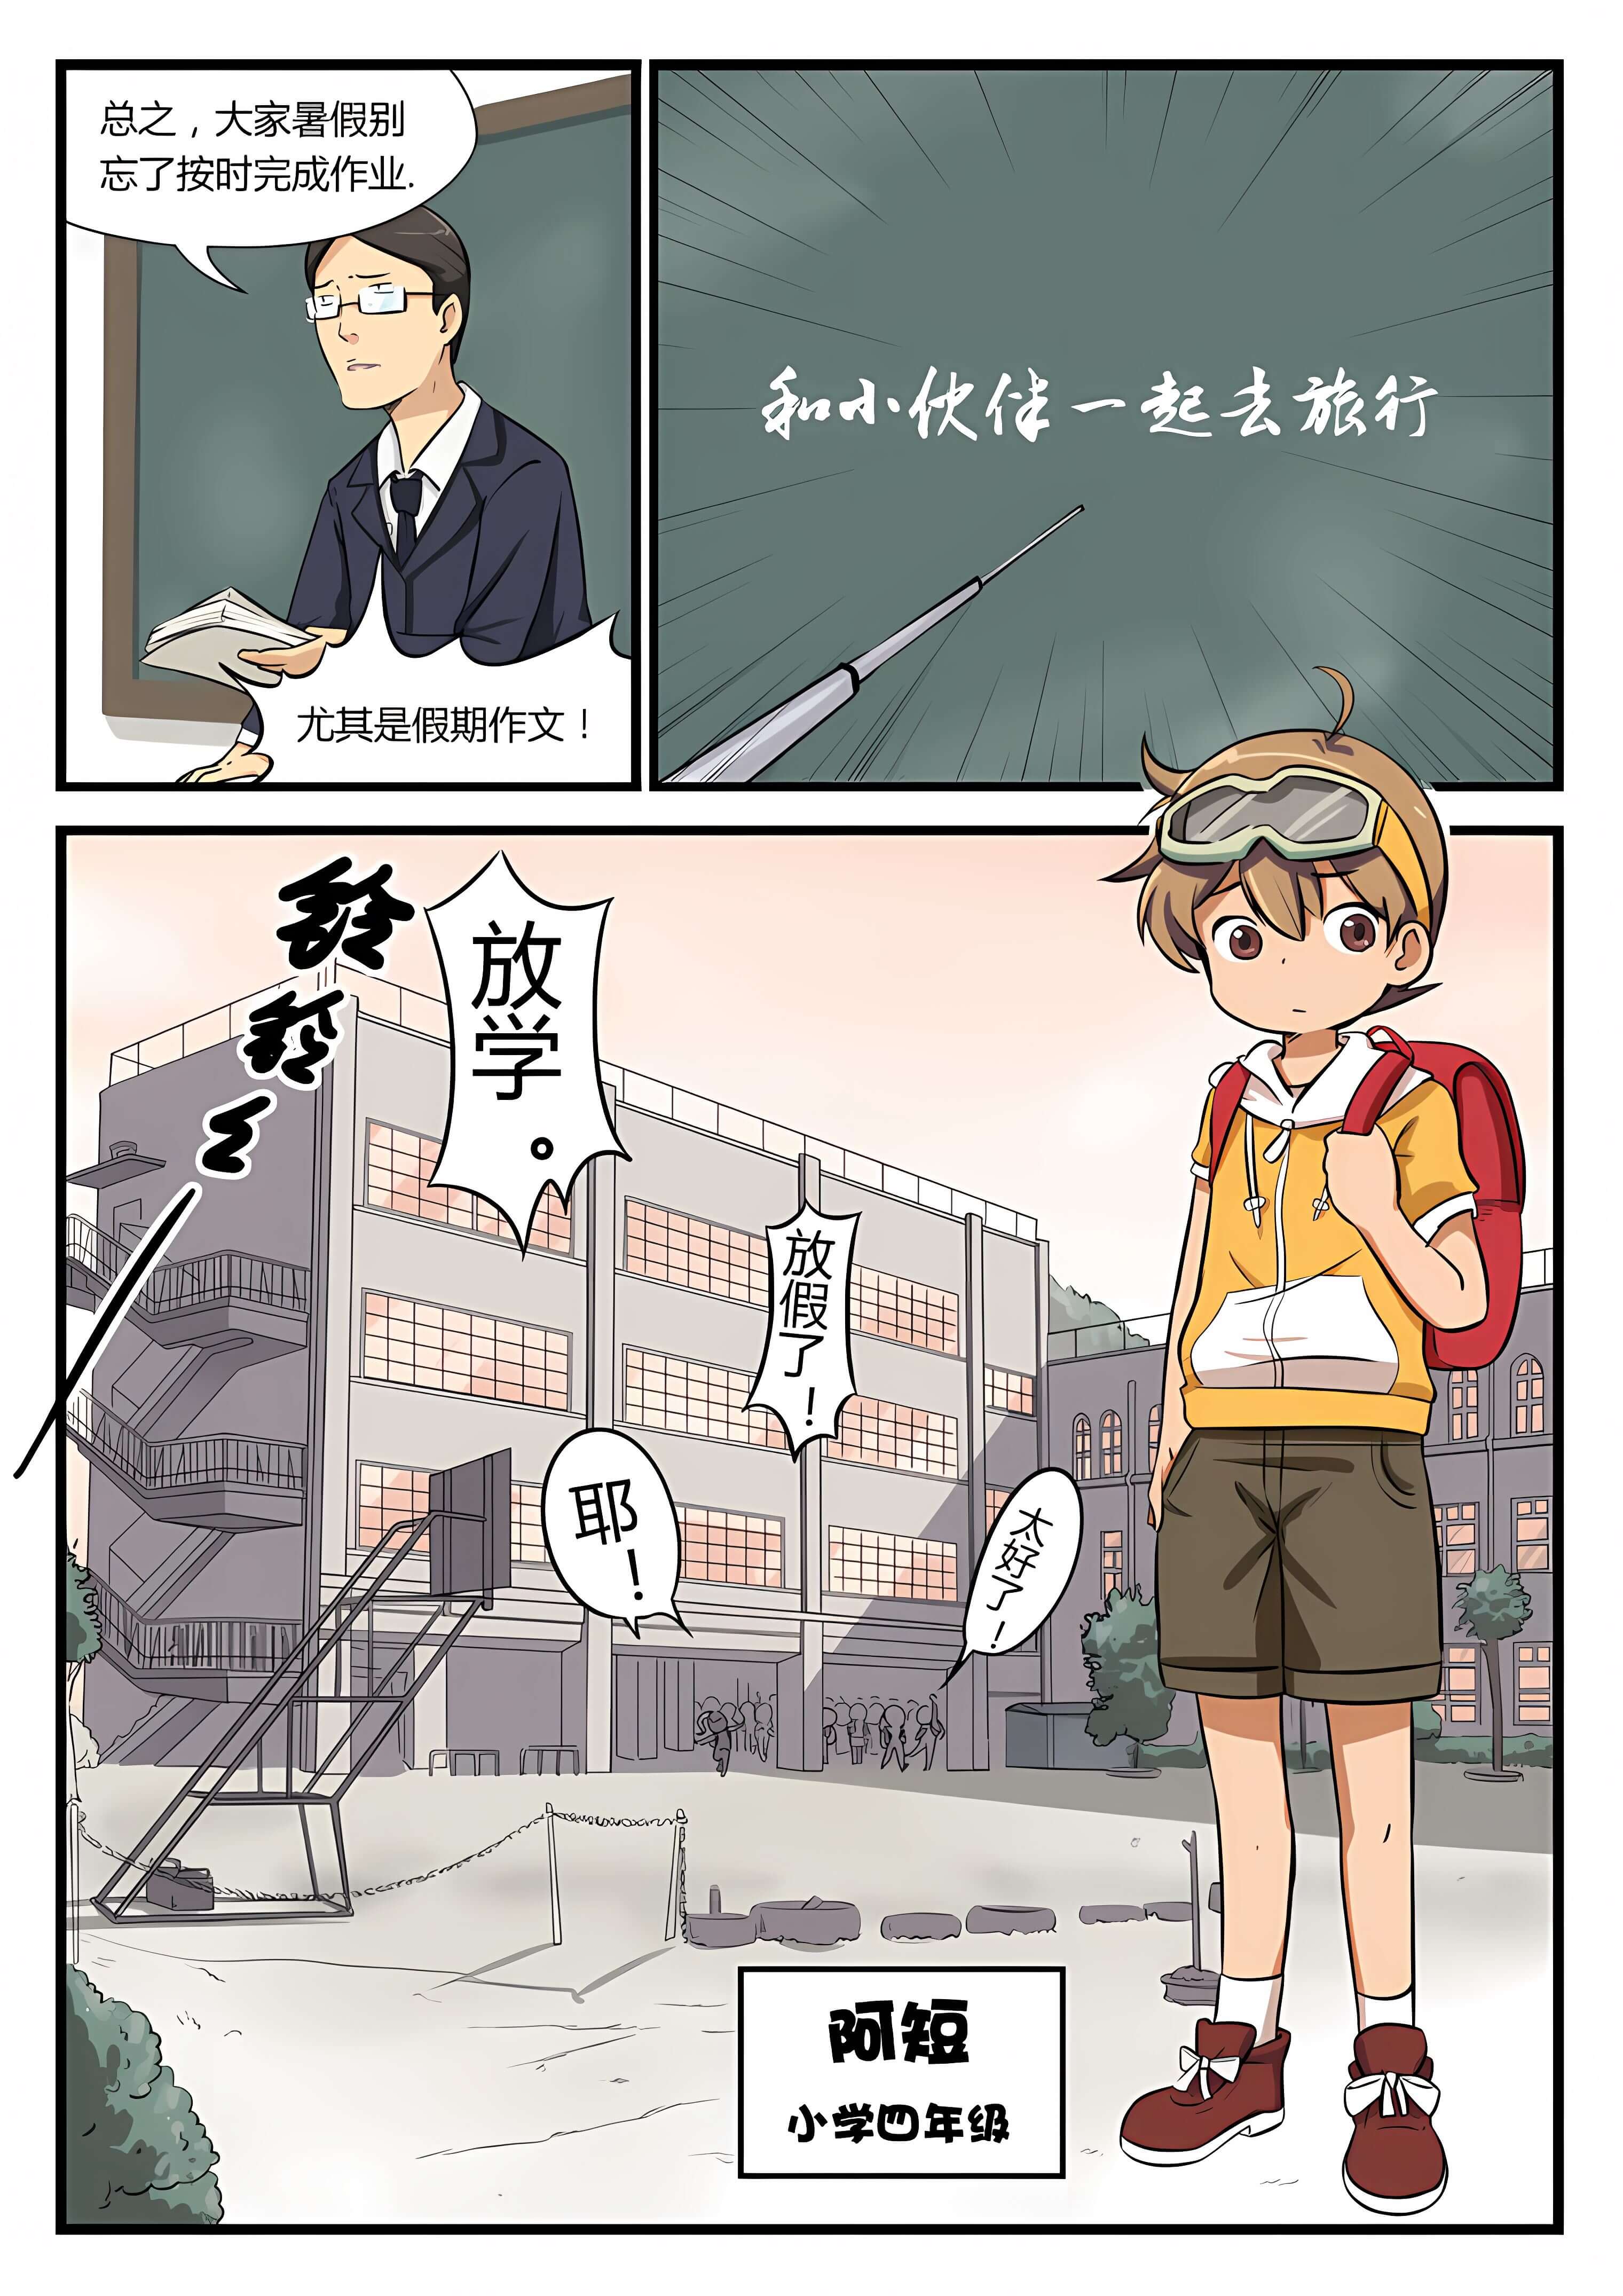 总之，大家暑假别
忘了按时完成作业.
尤其是假期作文！
和小伙伴一起去旅行
铃
铃
放学。
放假了！
耶！
太好了！
阿短
小学四年级